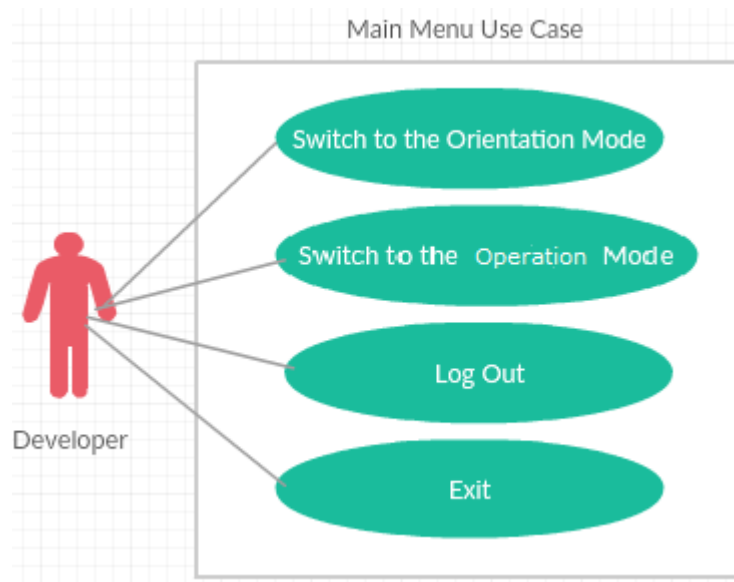 Main Menu Use Case
Switch to the Orientation Mode
Switch to the Operation Mode
Log Out
Developer
Exit